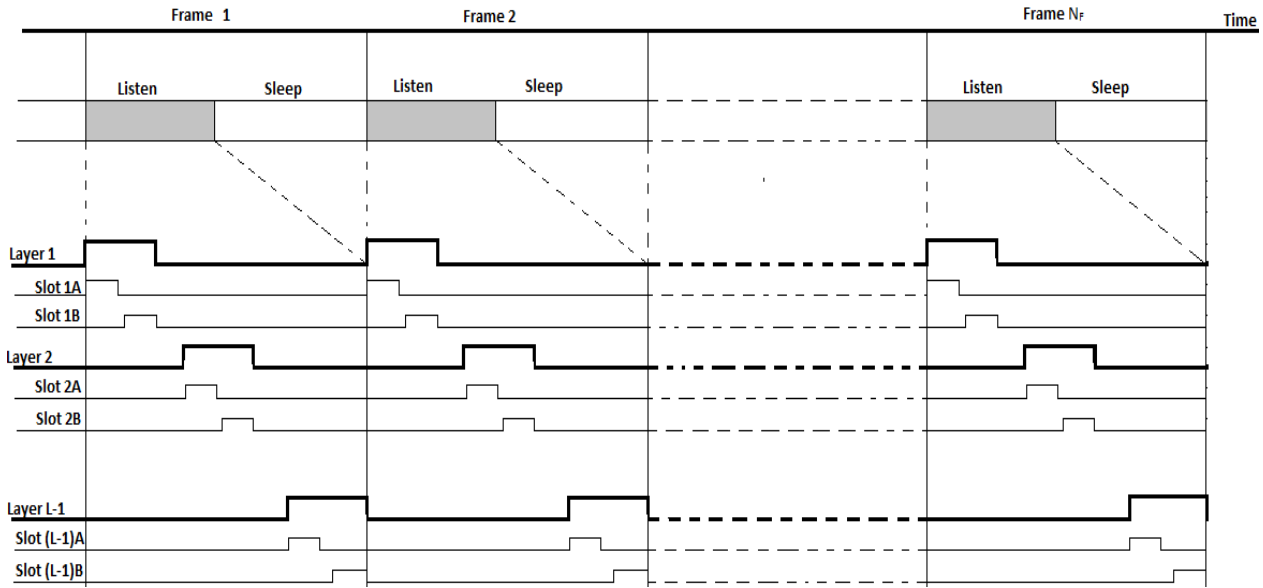 Frame 1
Frame 2
Frame NF
Time
Listen
Sleep
Listen
Sleep
Listen
Sleep
Layer 1
Slot 1A
Slot 1B
Layer 2
Slot 2A
Slot 2B
Layer L-1
Slot (L-1)A
Slot (L-1)B